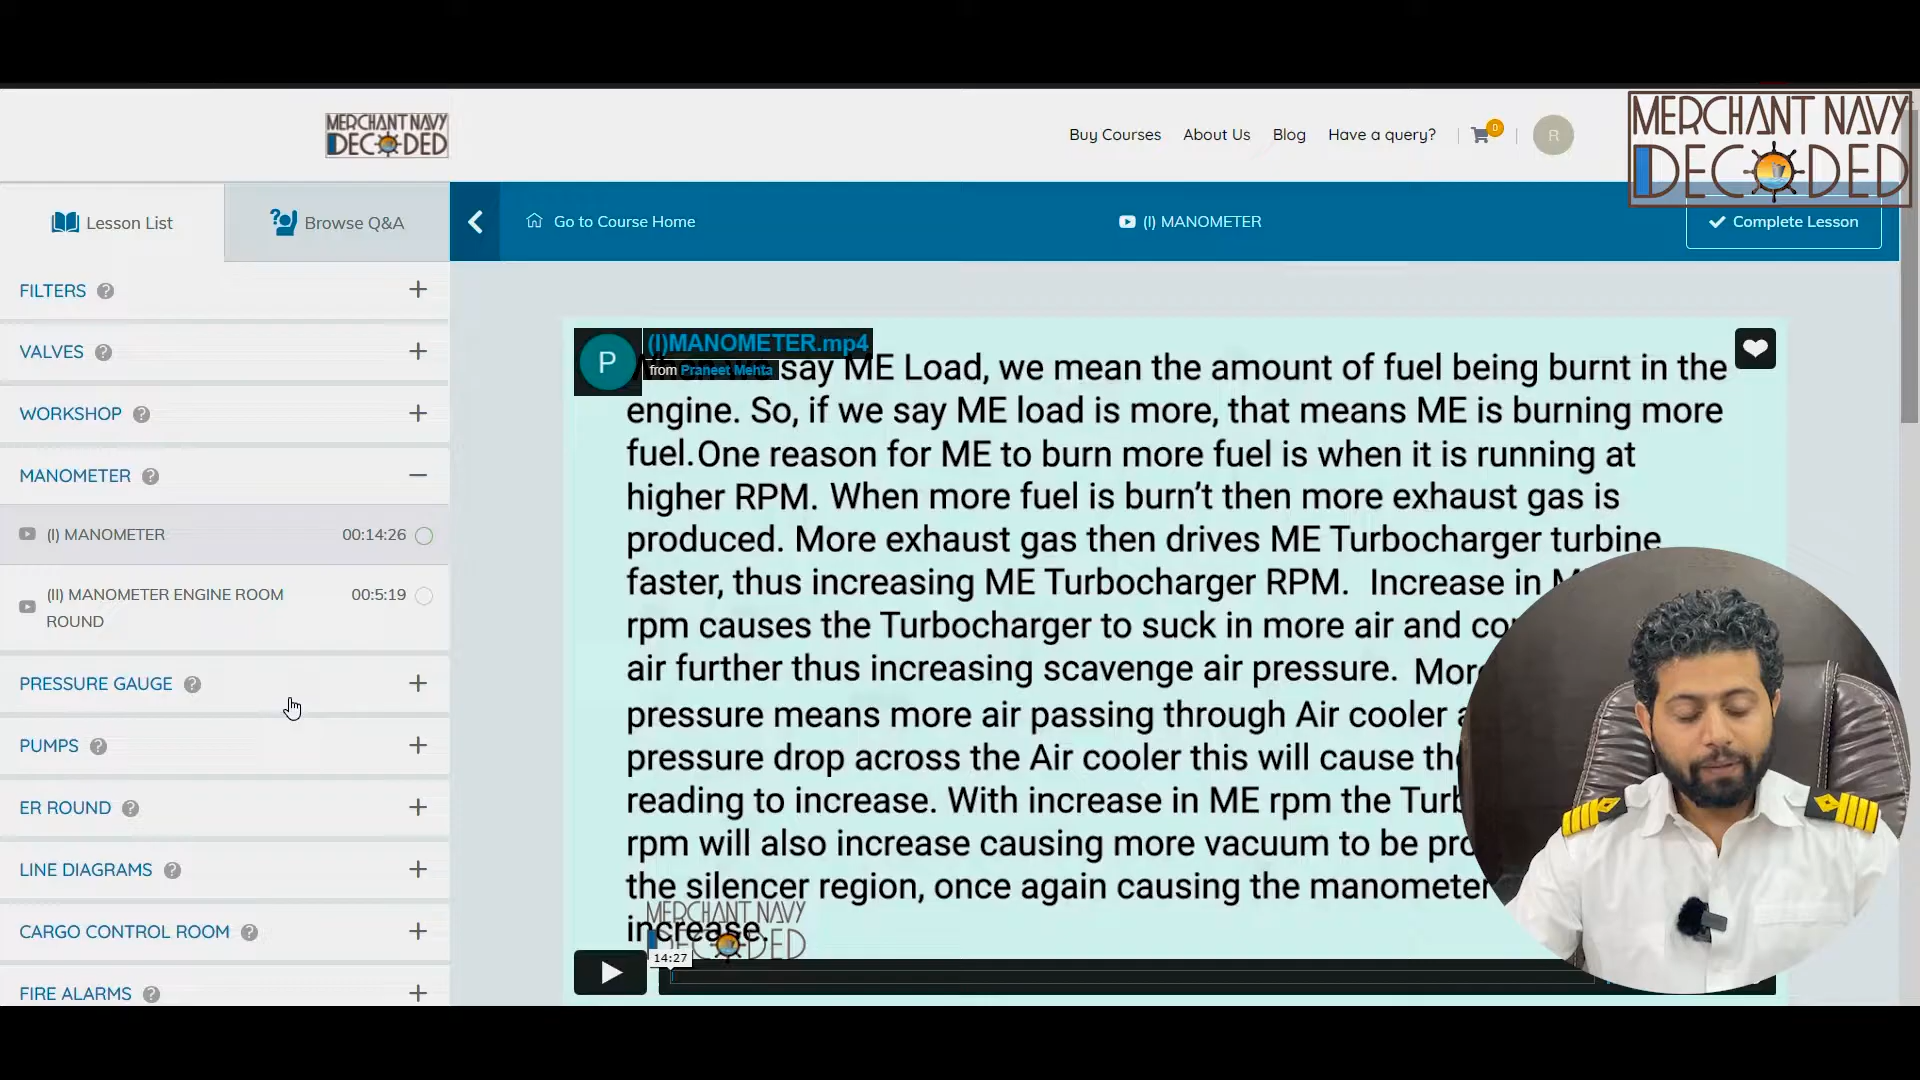 MERCHANT NAVY
DECODED
Buy Courses
About Us
Blog
Have a query?
0
R
MERCHANT NAVY
DECODED
Lesson List
Browse Q&A
Go to Course Home
(I) MANOMETER
Complete Lesson
FILTERS ?
VALVES ?
WORKSHOP ?
MANOMETER ?
(I) MANOMETER 00:14:26
(II) MANOMETER ENGINE ROOM 00:5:19
ROUND
PRESSURE GAUGE ?
PUMPS ?
ER ROUND ?
LINE DIAGRAMS ?
CARGO CONTROL ROOM ?
FIRE ALARMS ?
P
(I)MANOMETER.mp4
from Praneet Mehta
say ME Load, we mean the amount of fuel being burnt in the
engine. So, if we say ME load is more, that means ME is burning more
fuel.One reason for ME to burn more fuel is when it is running at
higher RPM. When more fuel is burn’t then more exhaust gas is
produced. More exhaust gas then drives ME Turbocharger turbine
faster, thus increasing ME Turbocharger RPM. Increase in
rpm causes the Turbocharger to suck in more air and
air further thus increasing scavenge air pressure.
pressure means more air passing through Air cooler
pressure drop across the Air cooler this will cause
reading to increase. With increase in ME rpm the
rpm will also increase causing more vacuum to be
the silencer region, once again causing the manometer
increase.
MERCHANT NAVY
DECODED
14:27